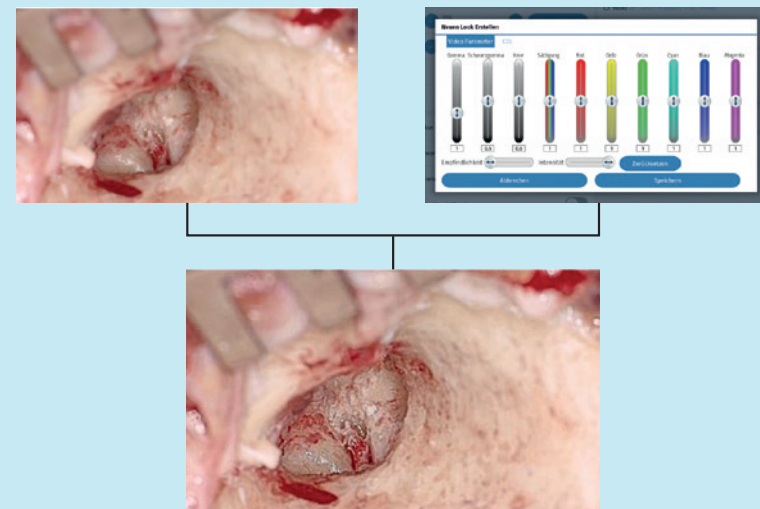 Neuen Look Erstellen
Video Parameter
Gamma Schwarzgamma Knie Sättigung Rot Gelb Grün Cyan Blau Magenta
Empfindlichkeit Intensität Zurücksetzen
Abbrechen Speichern